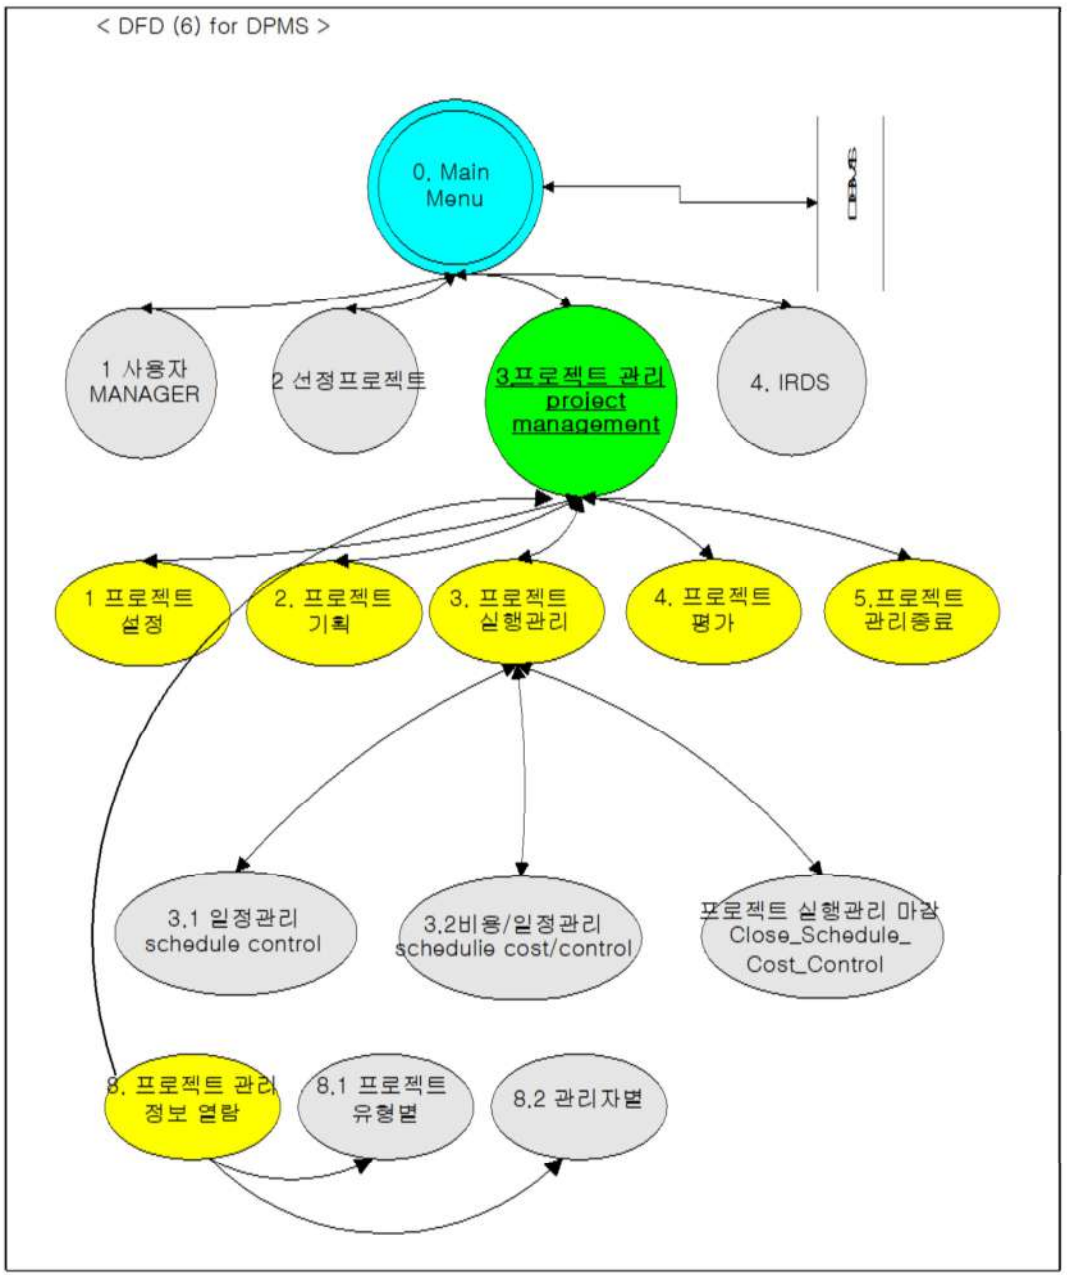 < DFD (6) for DPMS >
0. Main
Menu
1 사용자
MANAGER
2 선정프로젝트
3.프로젝트 관리
project
management
4. IRDS
1 프로젝트
설정
2. 프로젝트
기획
3. 프로젝트
실행관리
4. 프로젝트
평가
5.프로젝트
관리종료
3.1 일정관리
schedule control
3.2비용/일정관리
schedulie cost/control
프로젝트 실행관리 마감
Close_Schedule_
Cost_Control
8. 프로젝트 관리
정보 열람
8.1 프로젝트
유형별
8.2 관리자별